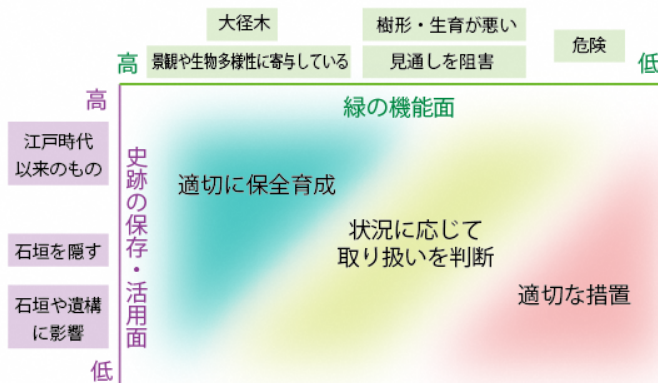 大径木
樹形・生育が悪い
危険
高
景観や生物多様性に寄与している
見通しを阻害
低
高
緑の機能面
江戸時代
以来のもの
史跡の保存・活用面
適切に保全育成
状況に応じて
取り扱いを判断
石垣を隠す
適切な措置
石垣や遺構
に影響
低